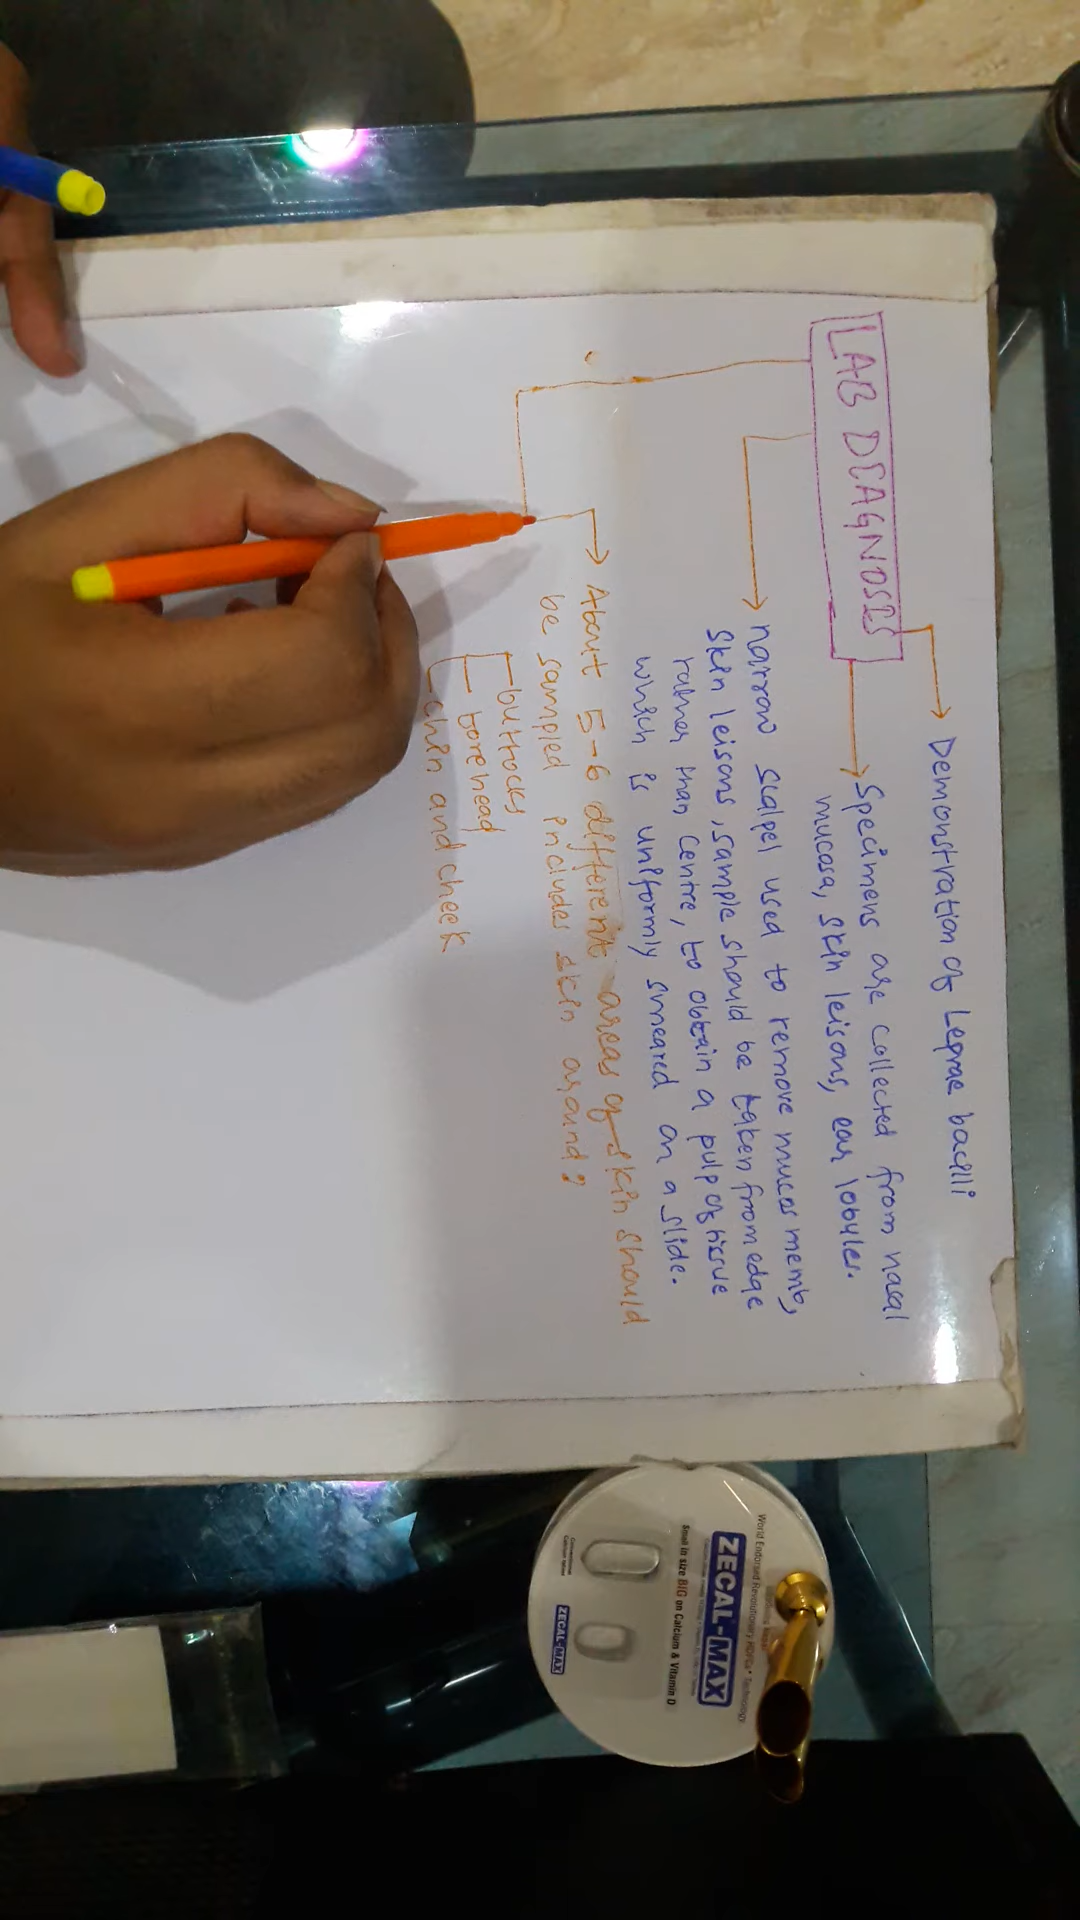 LAB DIAGNOSIS
Demonstration of Leprae bacilli
Specimens are collected from nasal
mucosa, skin leisons, ear lobules.
narrow scalpel used to remove mucos memb,
skin leisons, sample should be taken from edge
rather than centre, to obtain a pulp of tissue
which is uniformly smeared on a slide.
About 5-6 different areas of skin should
be sampled includes skin around?
buttocks
forehead
chin and cheek
World Endorsed Revolutionary Technology
ZECAL-MAX
Small in size BIG on Calcium & Vitamin D
ZECAL-MAX